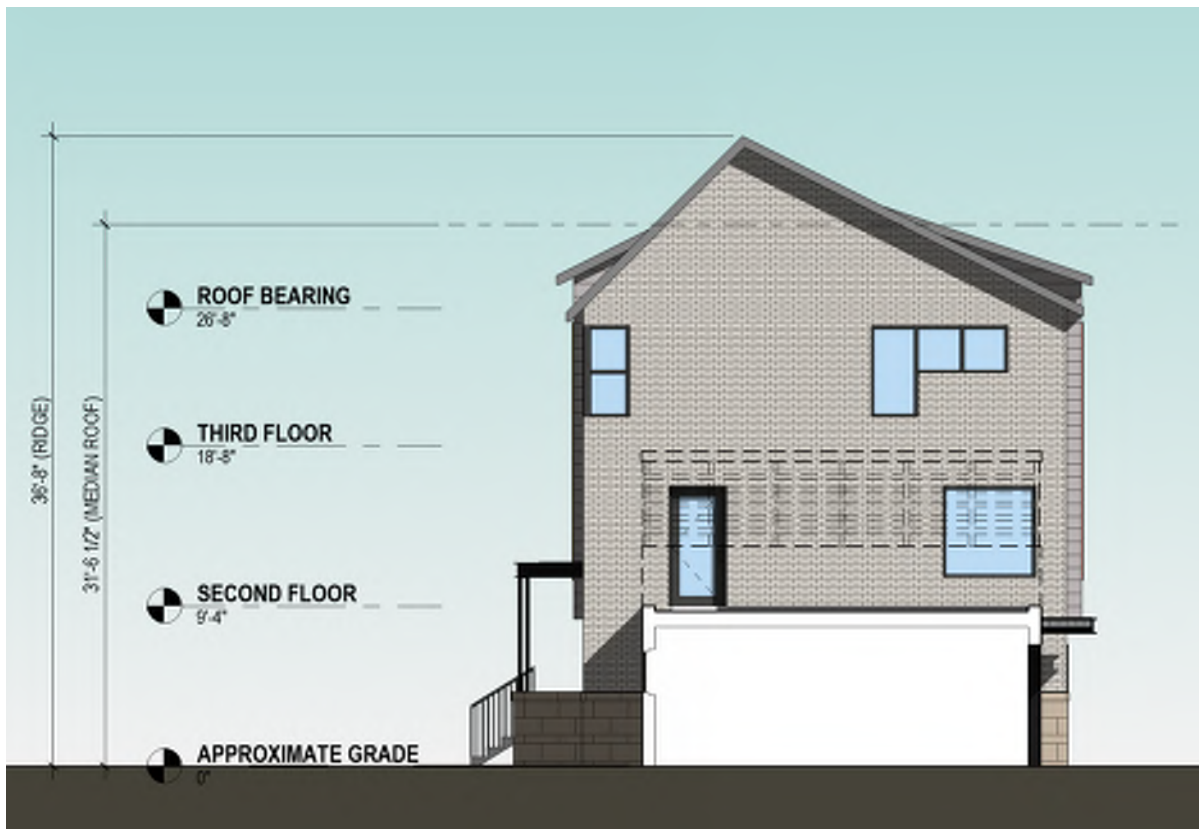 36'-8" (RIDGE)
31'-6 1/2" (MEDIAN ROOF)
ROOF BEARING
26'-8"
THIRD FLOOR
18'-8"
SECOND FLOOR
9'-4"
APPROXIMATE GRADE
0"